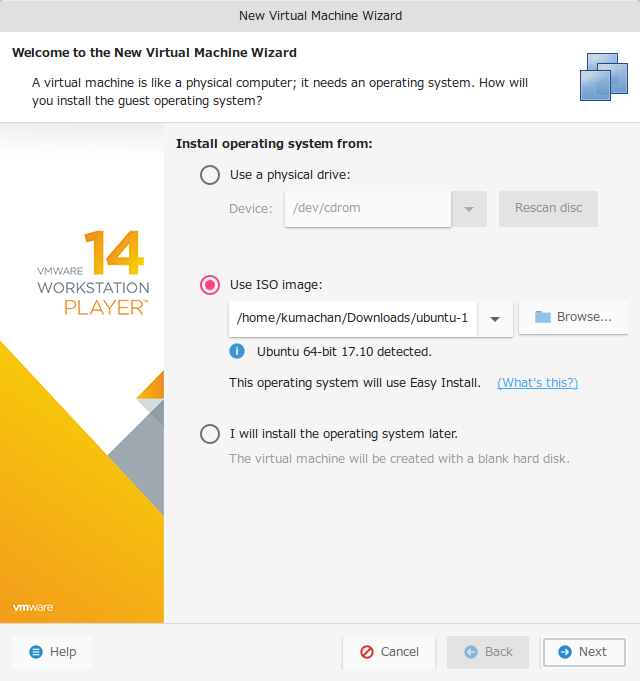 New Virtual Machine Wizard
Welcome to the New Virtual Machine Wizard
A virtual machine is like a physical computer; it needs an operating system. How will
you install the guest operating system?
14
VMWARE
WORKSTATION
PLAYER™
vmware
Install operating system from:
Use a physical drive:
Device: /dev/cdrom Rescan disc
Use ISO image:
/home/kumachan/Downloads/ubuntu-1 Browse...
Ubuntu 64-bit 17.10 detected.
This operating system will use Easy Install. (What's this?)
I will install the operating system later.
The virtual machine will be created with a blank hard disk.
Help Cancel Back Next